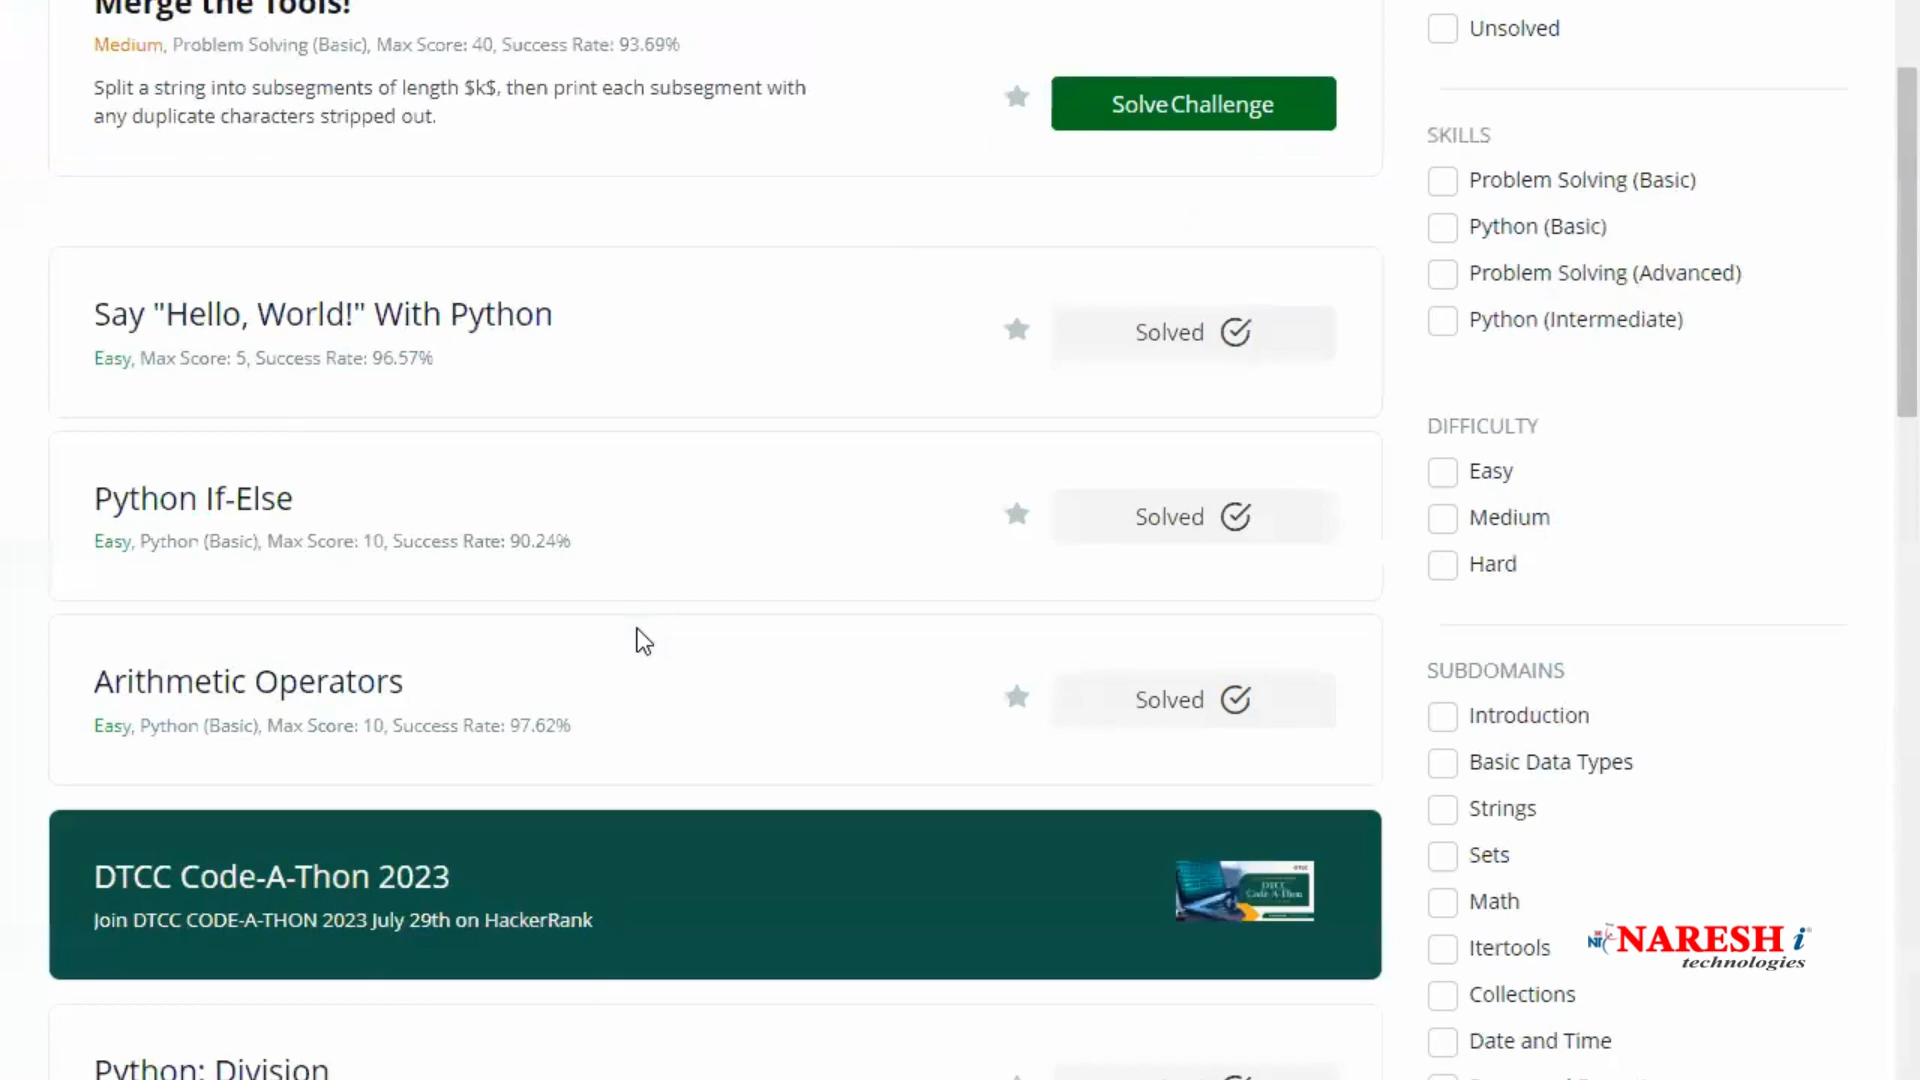 Merge the Tools!
Medium, Problem Solving (Basic), Max Score: 40, Success Rate: 93.69%
Split a string into subsegments of length $k$, then print each subsegment with
any duplicate characters stripped out.
Solve Challenge
Say "Hello, World!" With Python
Easy, Max Score: 5, Success Rate: 96.57%
Solved
Python If-Else
Easy, Python (Basic), Max Score: 10, Success Rate: 90.24%
Solved
Arithmetic Operators
Easy, Python (Basic), Max Score: 10, Success Rate: 97.62%
Solved
DTCC Code-A-Thon 2023
Join DTCC CODE-A-THON 2023 July 29th on HackerRank
DTCC
Code-A-Thon
Python: Division
Unsolved
SKILLS
Problem Solving (Basic)
Python (Basic)
Problem Solving (Advanced)
Python (Intermediate)
DIFFICULTY
Easy
Medium
Hard
SUBDOMAINS
Introduction
Basic Data Types
Strings
Sets
Math
Itertools
Collections
Date and Time
NARESH i
technologies